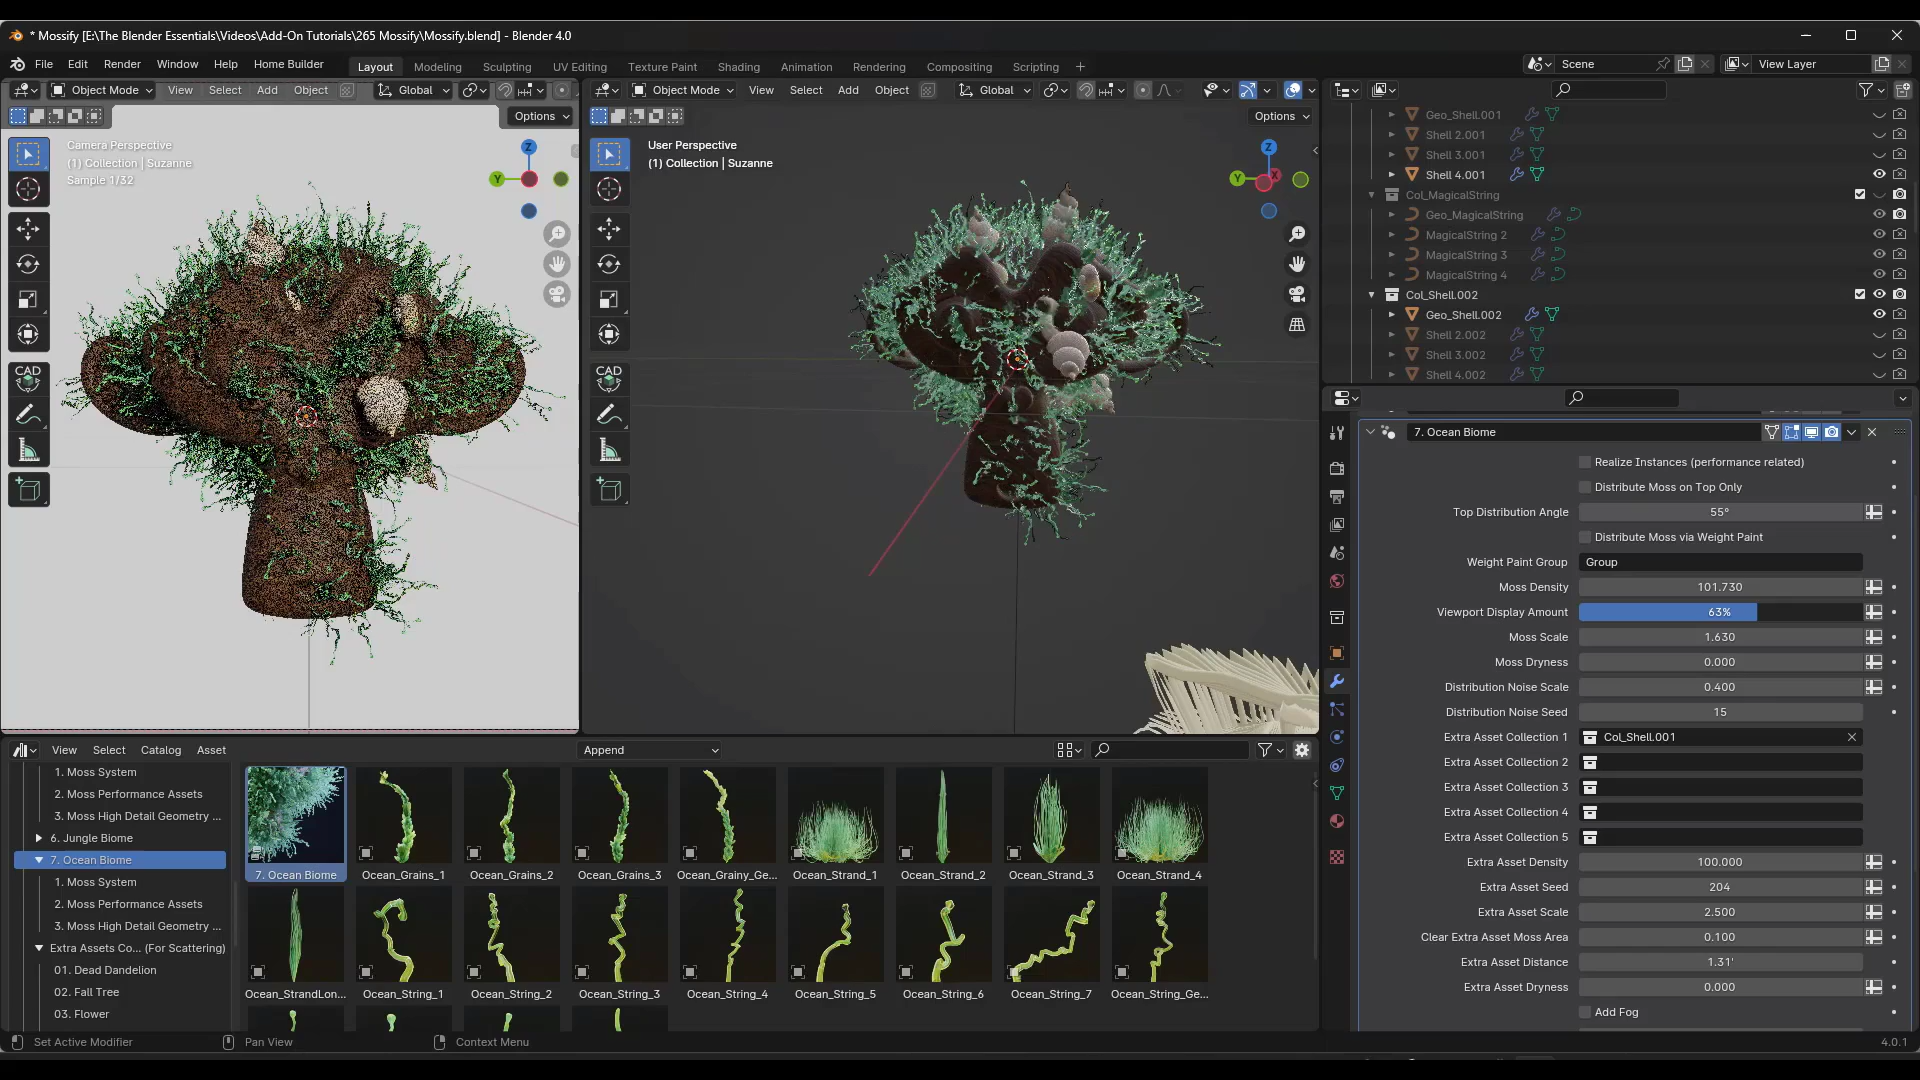 * Mossify [E:\The Blender Essentials\Videos\Add-On Tutorials\265 Mossify\Mossify.blend] - Blender 4.0
File Edit Render Window Help Home Builder Layout Modeling Sculpting UV Editing Texture Paint Shading Animation Rendering Compositing Scripting + Scene View Layer
Object Mode View Select Add Object Global
Object Mode View Select Add Object Global
Options
Options
Camera Perspective
(1) Collection | Suzanne
Sample 1/32
User Perspective
(1) Collection | Suzanne
Z
Y
Z
Y
X
CAD
CAD
Geo_Shell.001
Shell 2.001
Shell 3.001
Shell 4.001
Col_MagicalString
Geo_MagicalString
MagicalString 2
MagicalString 3
MagicalString 4
Col_Shell.002
Geo_Shell.002
Shell 2.002
Shell 3.002
Shell 4.002
7. Ocean Biome
Realize Instances (performance related)
Distribute Moss on Top Only
Top Distribution Angle 55°
Distribute Moss via Weight Paint
Weight Paint Group Group
Moss Density 101.730
Viewport Display Amount 63%
Moss Scale 1.630
Moss Dryness 0.000
Distribution Noise Scale 0.400
Distribution Noise Seed 15
Extra Asset Collection 1 Col_Shell.001
Extra Asset Collection 2
Extra Asset Collection 3
Extra Asset Collection 4
Extra Asset Collection 5
Extra Asset Density 100.000
Extra Asset Seed 204
Extra Asset Scale 2.500
Clear Extra Asset Moss Area 0.100
Extra Asset Distance 1.31'
Extra Asset Dryness 0.000
Add Fog
View Select Catalog Asset Append
1. Moss System
2. Moss Performance Assets
3. Moss High Detail Geometry ...
6. Jungle Biome
7. Ocean Biome
1. Moss System
2. Moss Performance Assets
3. Moss High Detail Geometry ...
Extra Assets Co... (For Scattering)
01. Dead Dandelion
02. Fall Tree
03. Flower
7. Ocean Biome Ocean_Grains_1 Ocean_Grains_2 Ocean_Grains_3 Ocean_Grainy_Ge... Ocean_Strand_1 Ocean_Strand_2 Ocean_Strand_3 Ocean_Strand_4
Ocean_StrandLon... Ocean_String_1 Ocean_String_2 Ocean_String_3 Ocean_String_4 Ocean_String_5 Ocean_String_6 Ocean_String_7 Ocean_String_Ge...
Set Active Modifier Pan View Context Menu 4.0.1